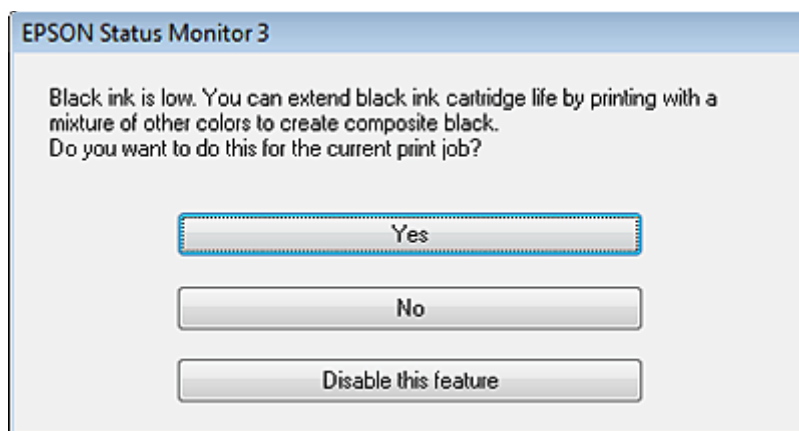 EPSON Status Monitor 3
Black ink is low. You can extend black ink cartridge life by printing with a
mixture of other colors to create composite black.
Do you want to do this for the current print job?
Yes
No
Disable this feature